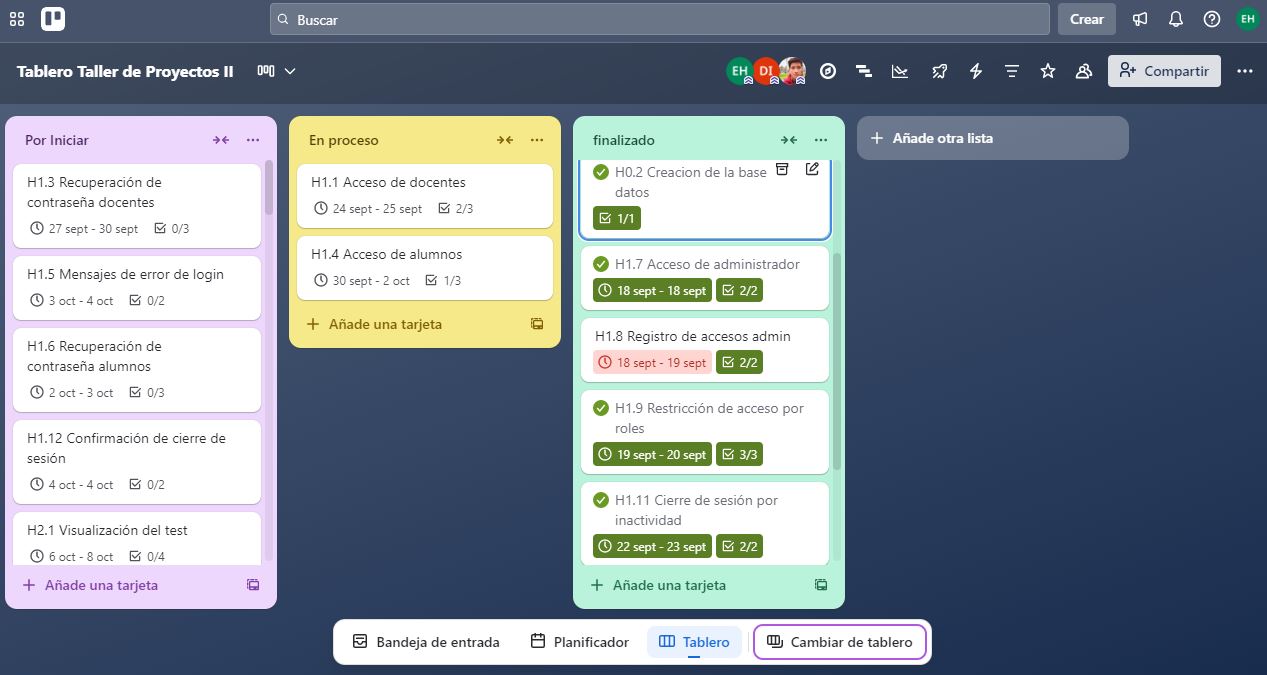 Buscar
Crear
EH
Tablero Taller de Proyectos II
EH
DI
Compartir
Por Iniciar
H1.3 Recuperación de
contraseña docentes
27 sept - 30 sept
0/3
H1.5 Mensajes de error de login
3 oct - 4 oct
0/2
H1.6 Recuperación de
contraseña alumnos
2 oct - 3 oct
0/3
H1.12 Confirmación de cierre de
sesión
4 oct - 4 oct
0/2
H2.1 Visualización del test
6 oct - 8 oct
0/4
Añade una tarjeta
En proceso
H1.1 Acceso de docentes
24 sept - 25 sept
2/3
H1.4 Acceso de alumnos
30 sept - 2 oct
1/3
Añade una tarjeta
finalizado
H0.2 Creacion de la base
datos
1/1
H1.7 Acceso de administrador
18 sept - 18 sept
2/2
H1.8 Registro de accesos admin
18 sept - 19 sept
2/2
H1.9 Restricción de acceso por
roles
19 sept - 20 sept
3/3
H1.11 Cierre de sesión por
inactividad
22 sept - 23 sept
2/2
Añade una tarjeta
Añade otra lista
Bandeja de entrada
Planificador
Tablero
Cambiar de tablero